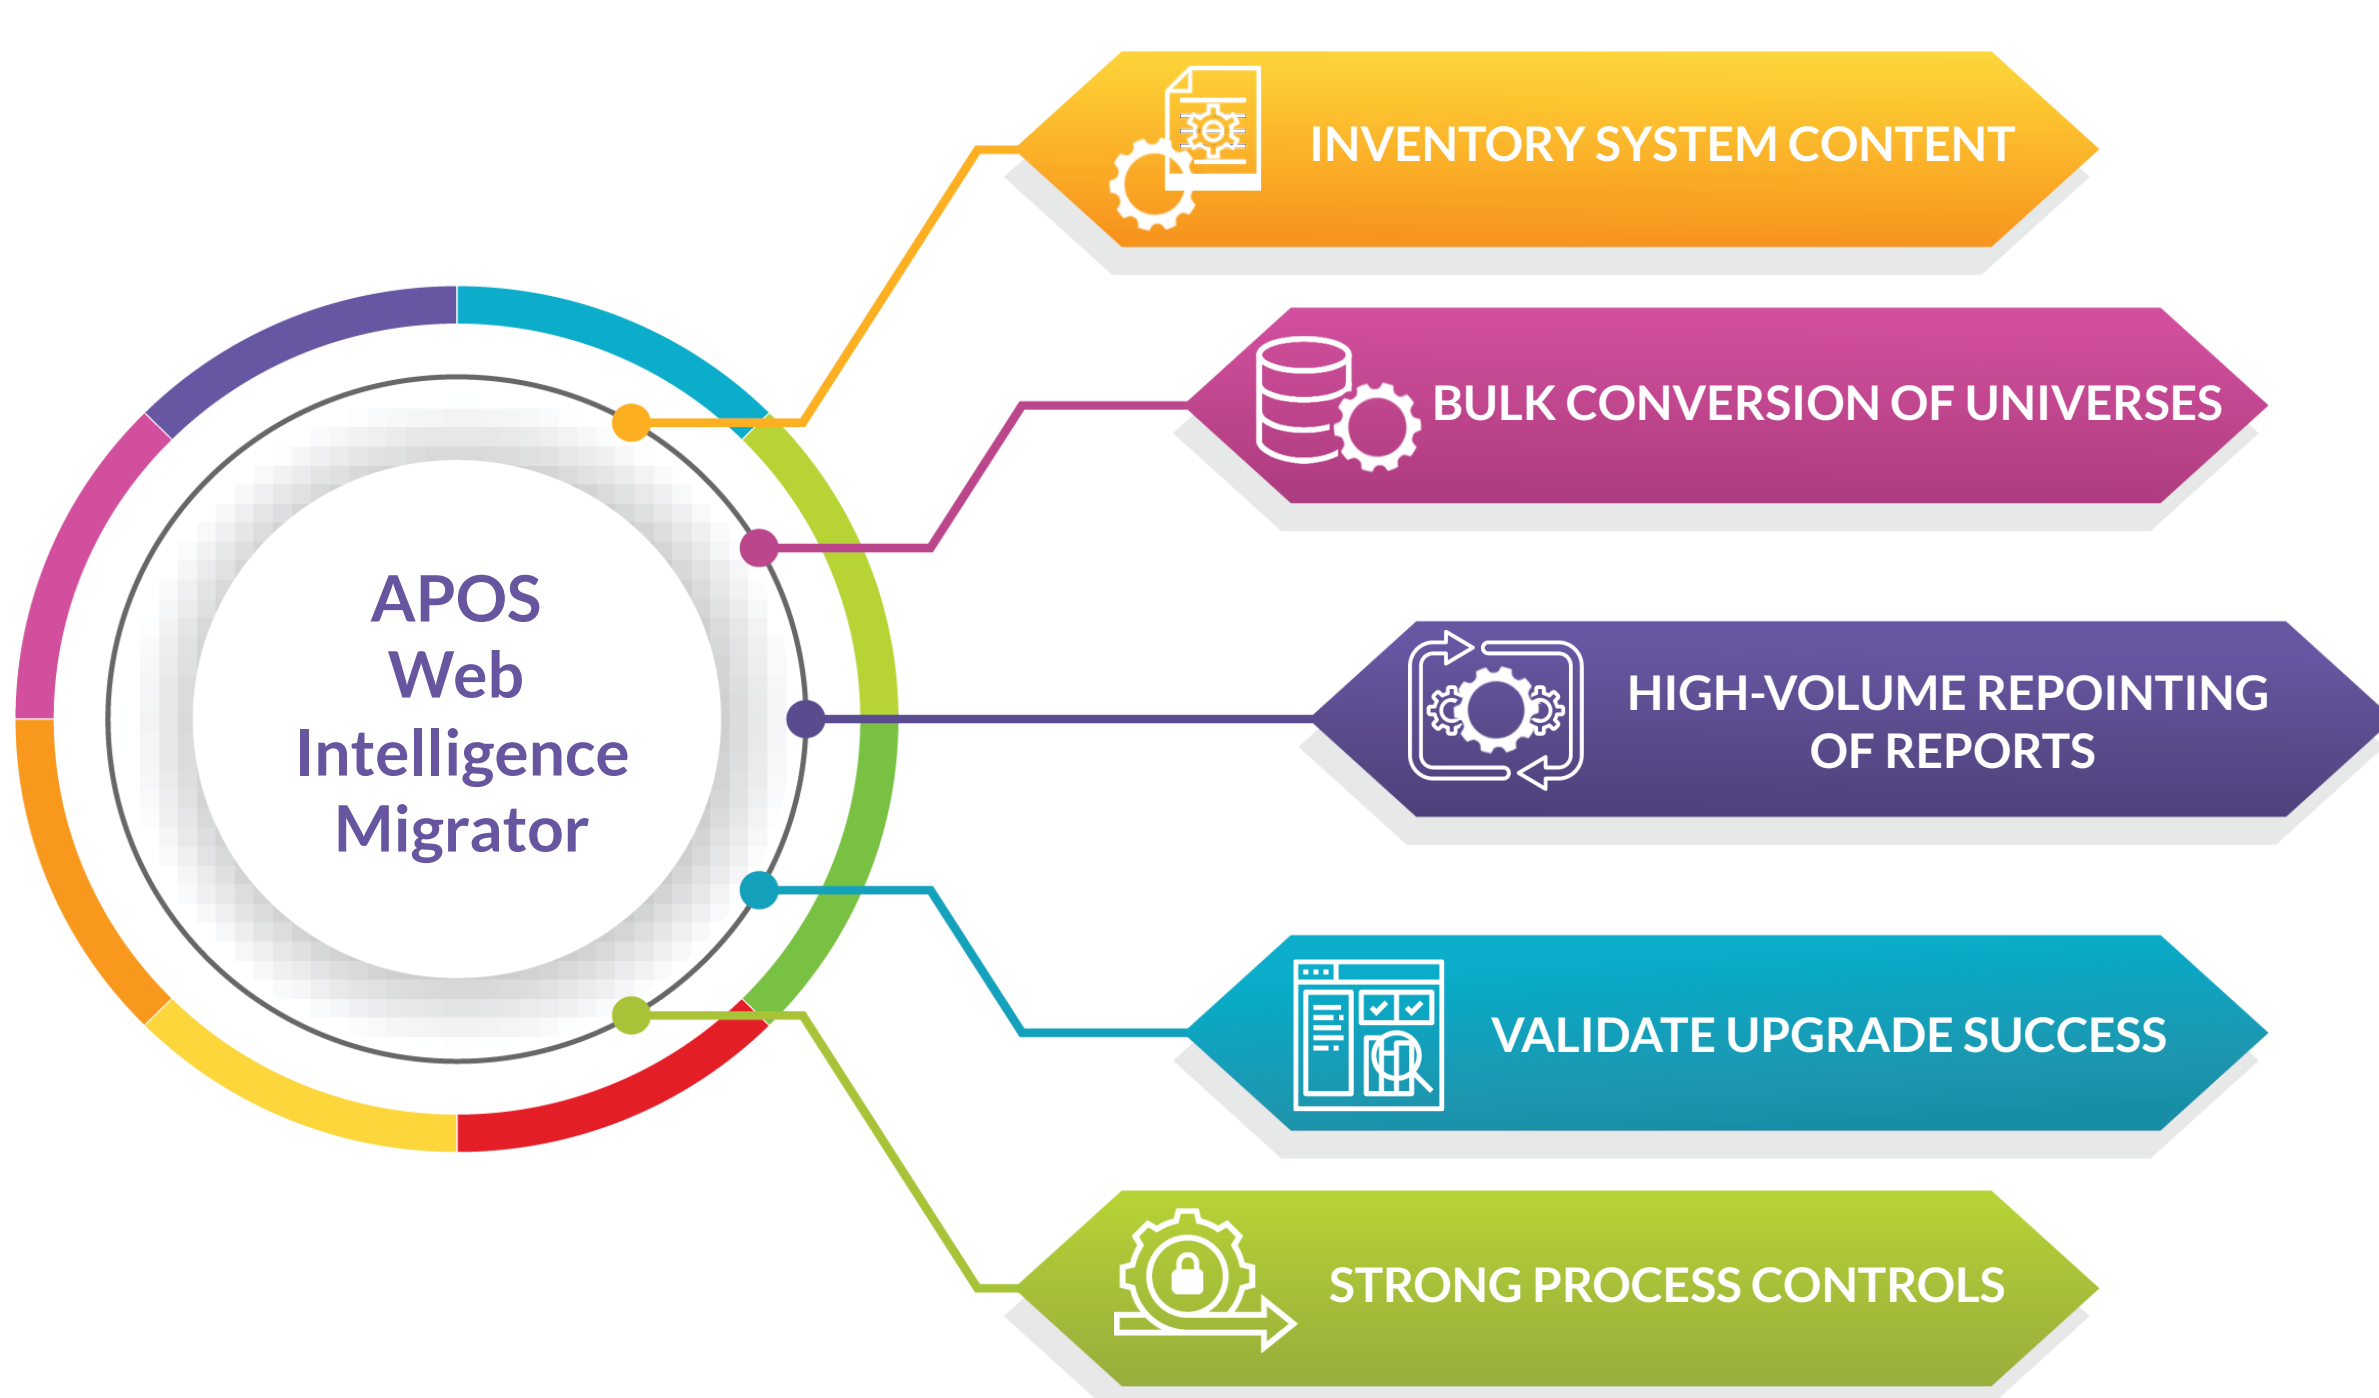 APOS
Web
Intelligence
Migrator
INVENTORY SYSTEM CONTENT
BULK CONVERSION OF UNIVERSES
HIGH-VOLUME REPOINTING
OF REPORTS
VALIDATE UPGRADE SUCCESS
STRONG PROCESS CONTROLS